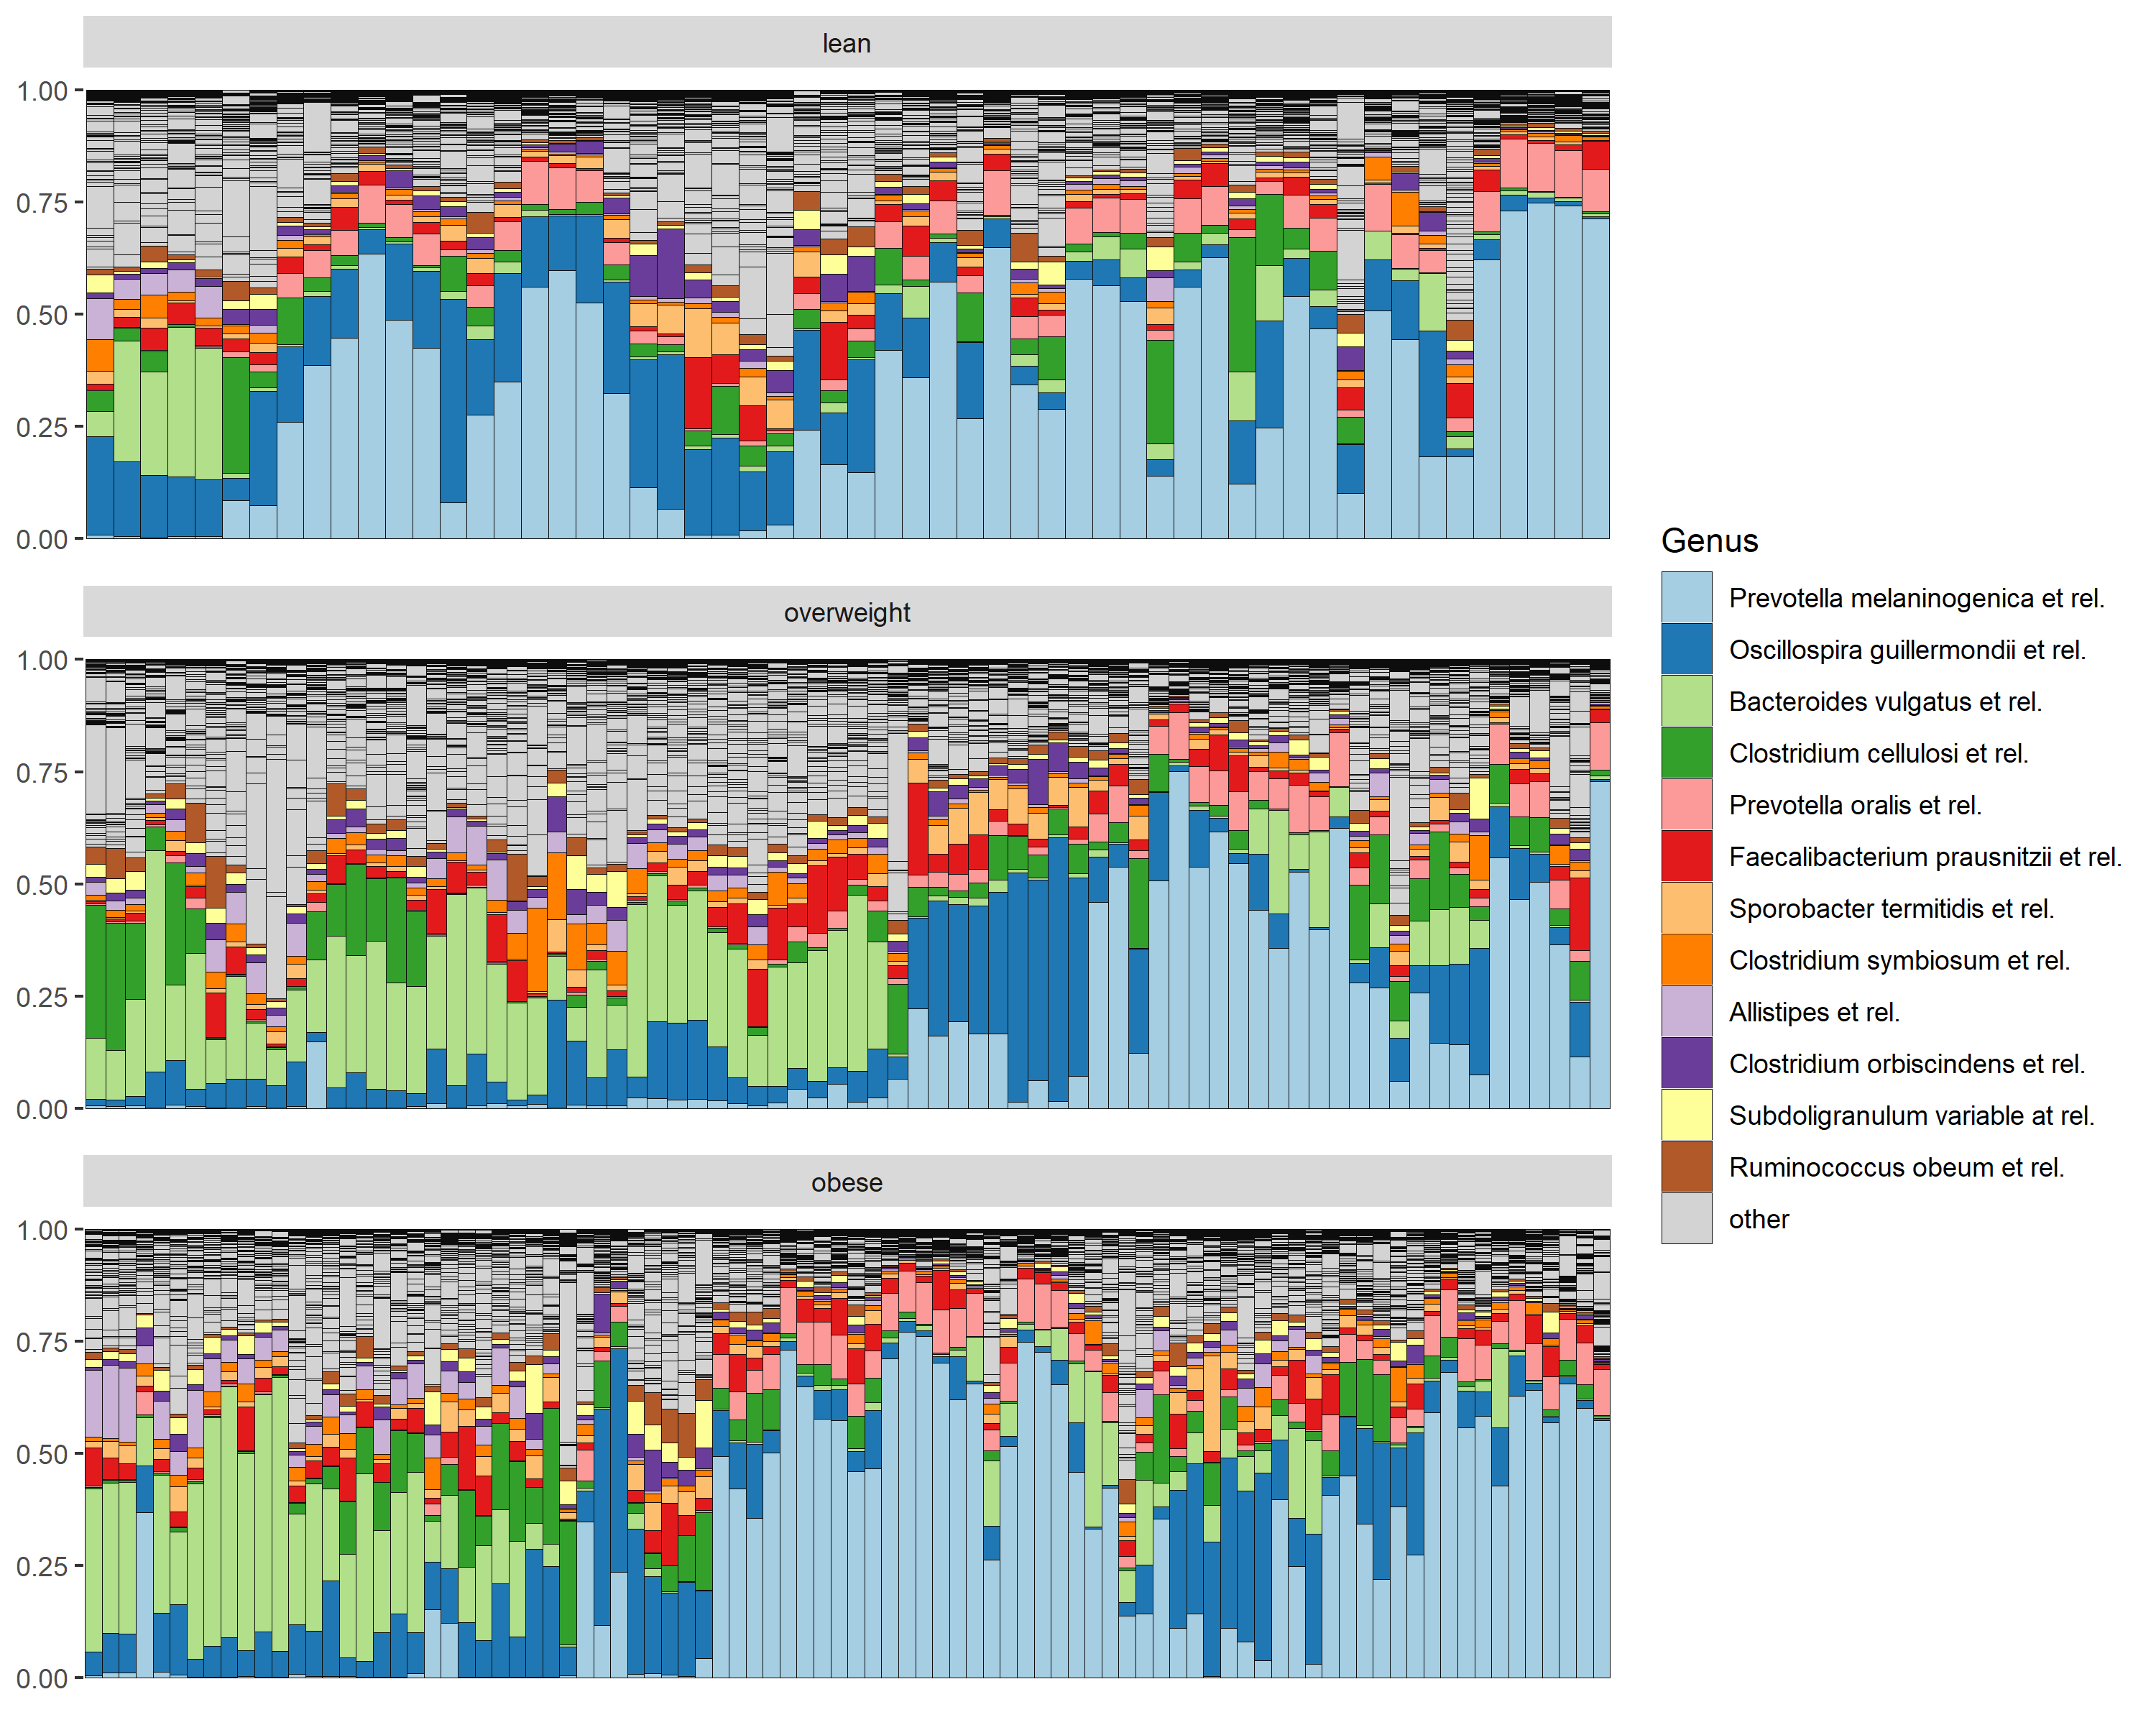 lean
1.00
0.75
0.50
0.25
0.00
overweight
1.00
0.75
0.50
0.25
0.00
obese
1.00
0.75
0.50
0.25
0.00
Genus
Prevotella melaninogenica et rel.
Oscillospira guillermondii et rel.
Bacteroides vulgatus et rel.
Clostridium cellulosi et rel.
Prevotella oralis et rel.
Faecalibacterium prausnitzii et rel.
Sporobacter termitidis et rel.
Clostridium symbiosum et rel.
Allistipes et rel.
Clostridium orbiscindens et rel.
Subdoligranulum variable at rel.
Ruminococcus obeum et rel.
other